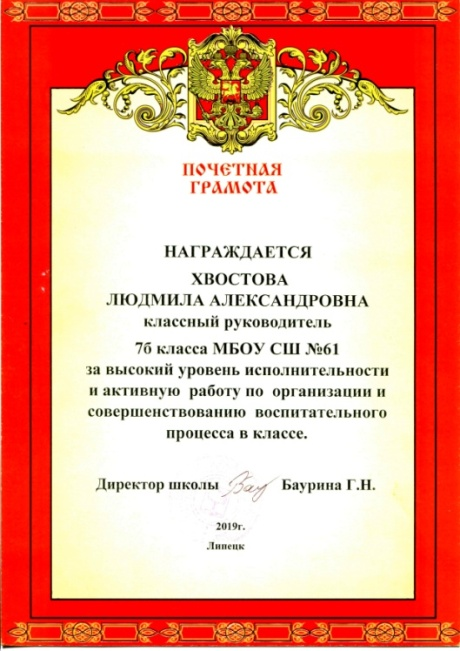 ПОЧЕТНАЯ
ГРАМОТА
НАГРАЖДАЕТСЯ
ХВОСТОВА
ЛЮДМИЛА АЛЕКСАНДРОВНА
классный руководитель
7б класса МБОУ СШ №61
за высокий уровень исполнительности
и активную работу по организации и
совершенствованию воспитательного
процесса в классе.
Директор школы Баурина Г.Н.
2019г.
Липецк